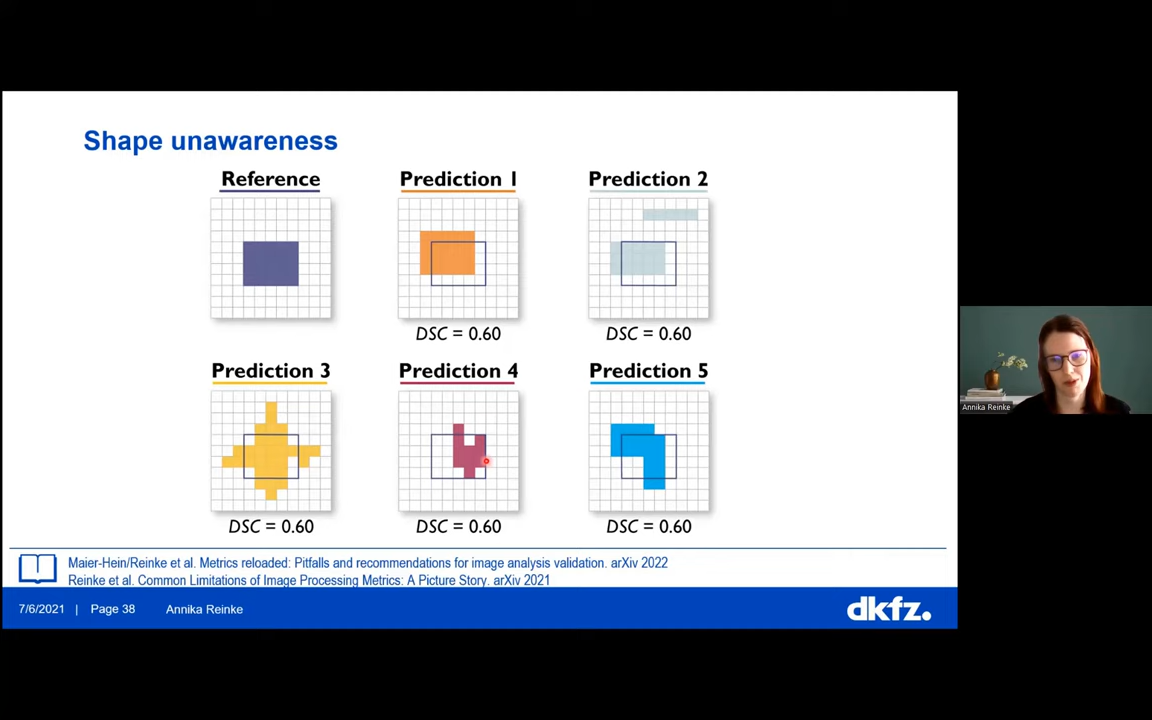 Shape unawareness
Reference
Prediction 1
Prediction 2
DSC = 0.60
DSC = 0.60
Prediction 3
Prediction 4
Prediction 5
DSC = 0.60
DSC = 0.60
DSC = 0.60
Maier-Hein/Reinke et al. Metrics reloaded: Pitfalls and recommendations for image analysis validation. arXiv 2022
Reinke et al. Common Limitations of Image Processing Metrics: A Picture Story. arXiv 2021
7/6/2021 | Page 38 Annika Reinke
dkfz.
Annika Reinke